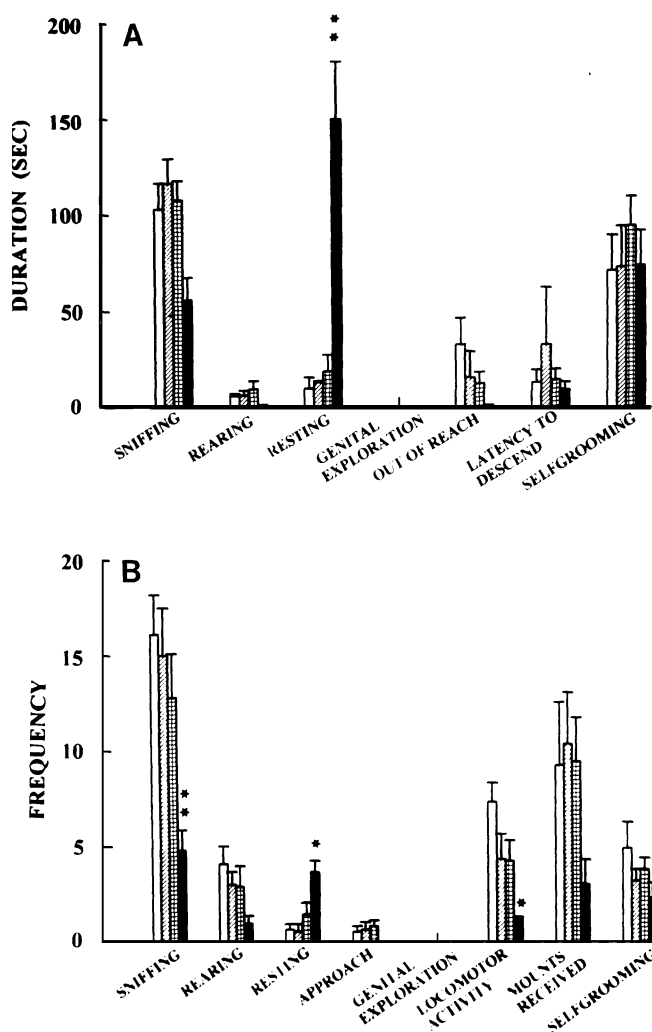 A
DURATION (SEC)
200
150
100
50
0
**
SNIFFING
REARING
RESTING
GENITAL
EXPLORATION
OUT OF REACH
LATENCY TO
DESCEND
SELFGROOMING
B
FREQUENCY
20
15
10
5
0
**
*
*
SNIFFING
REARING
RESTING
APPROACH
GENITAL
EXPLORATION
LOCOMOTOR
ACTIVITY
MOUNTS
RECEIVED
SELFGROOMING